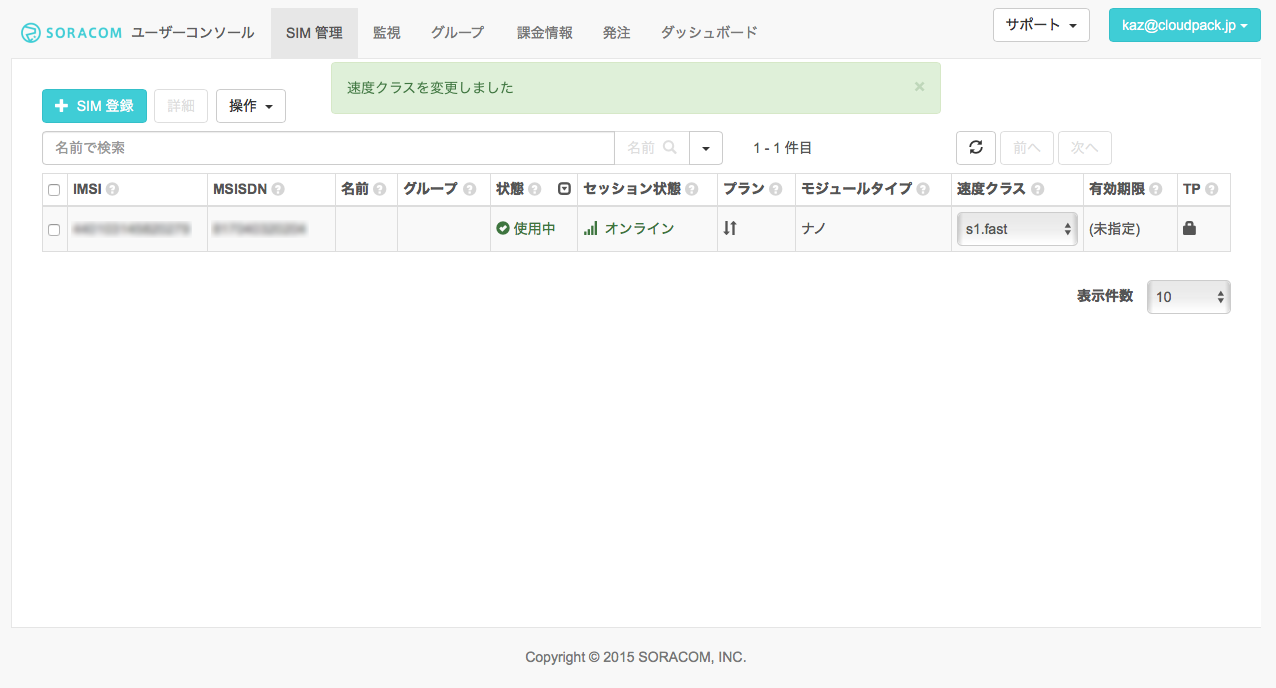 SORACOM ユーザーコンソール SIM 管理 監視 グループ 課金情報 発注 ダッシュボード サポート kaz@cloudpack.jp
速度クラスを変更しました ×
SIM 登録 詳細 操作
名前で検索 名前 1 - 1 件目 前へ 次へ
IMSI MSISDN 名前 グループ 状態 セッション状態 プラン モジュールタイプ 速度クラス 有効期限 TP
使用中 オンライン ナノ s1.fast (未指定)
表示件数 10
Copyright © 2015 SORACOM, INC.